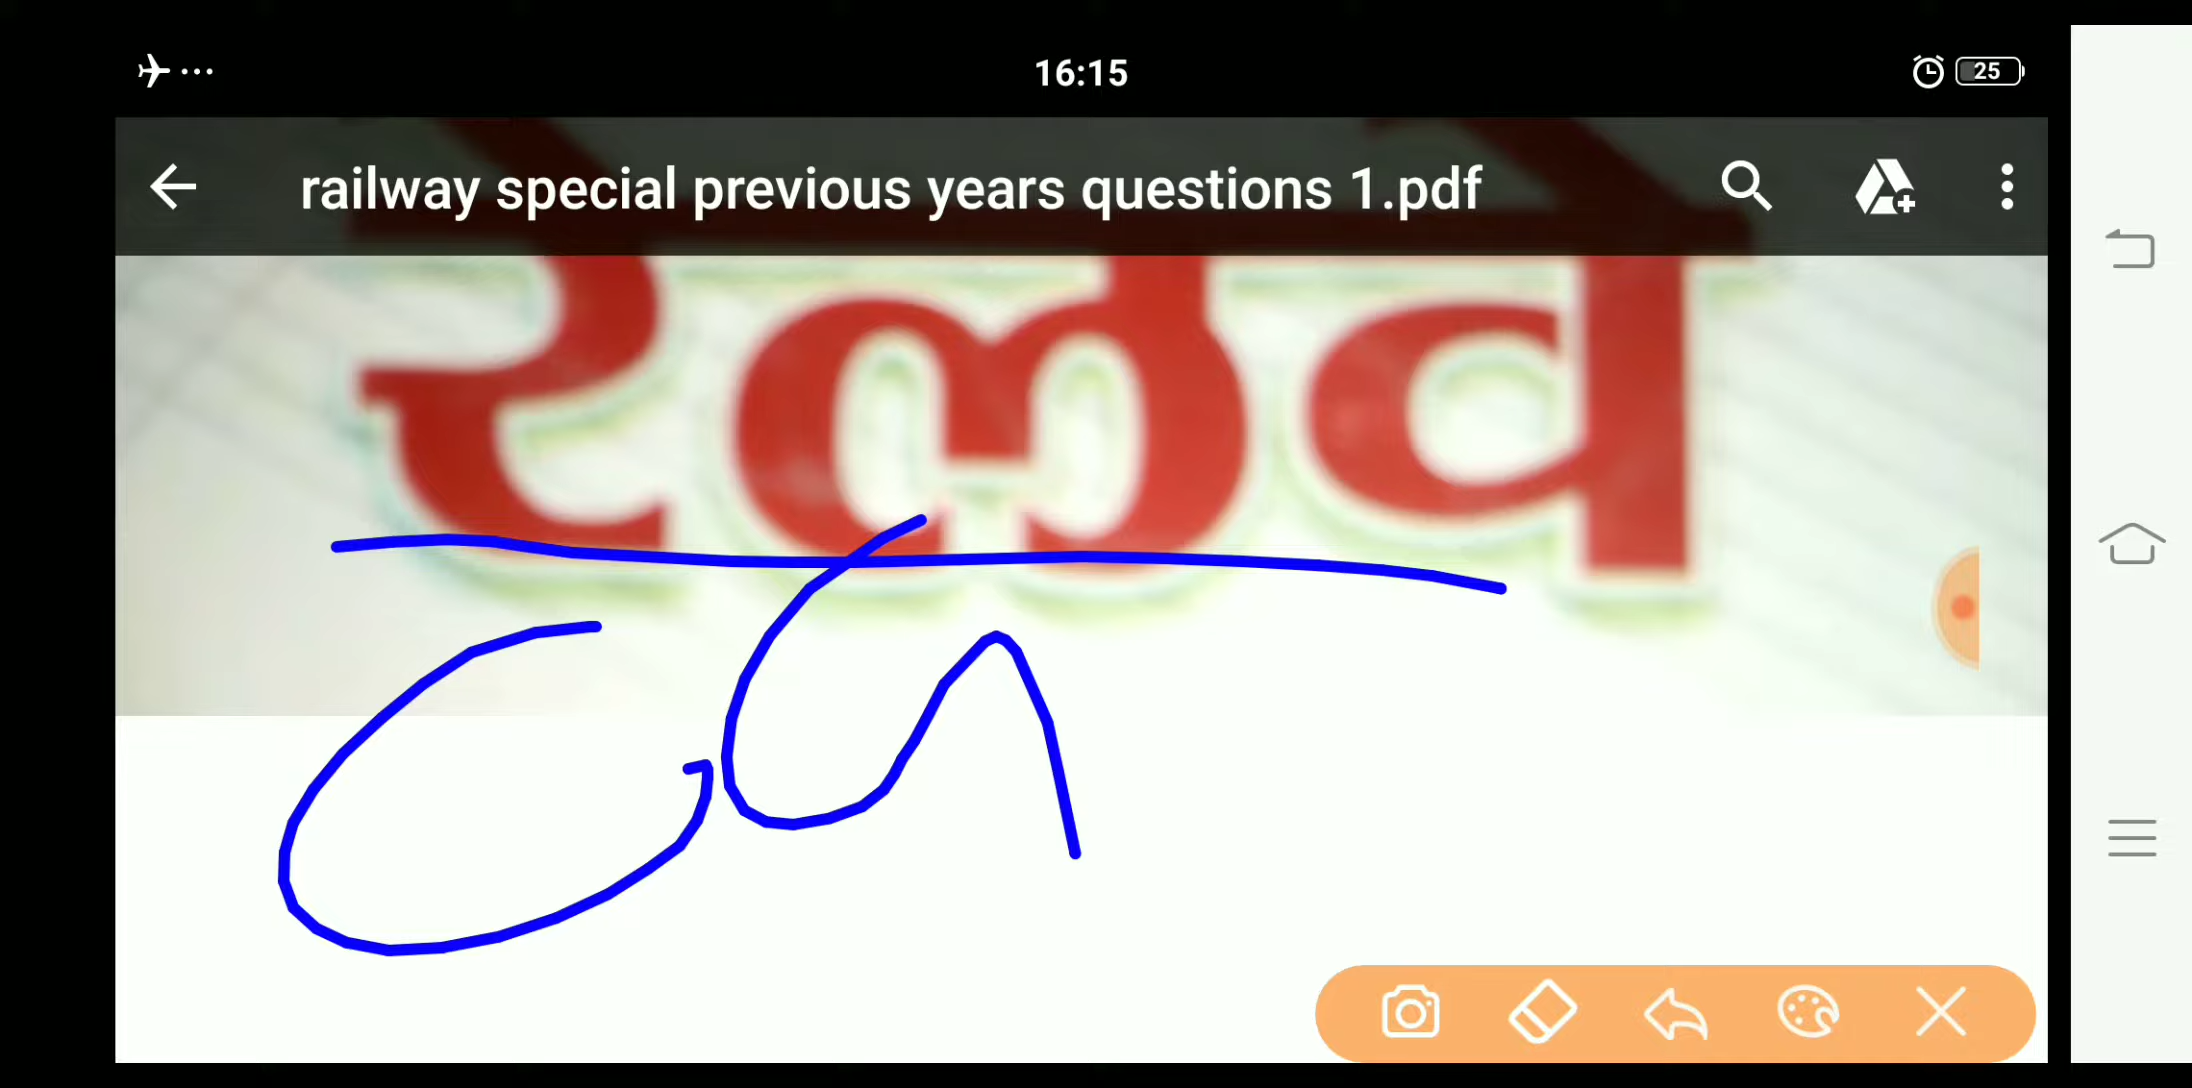 16:15
25
railway special previous years questions 1.pdf
रेलवे